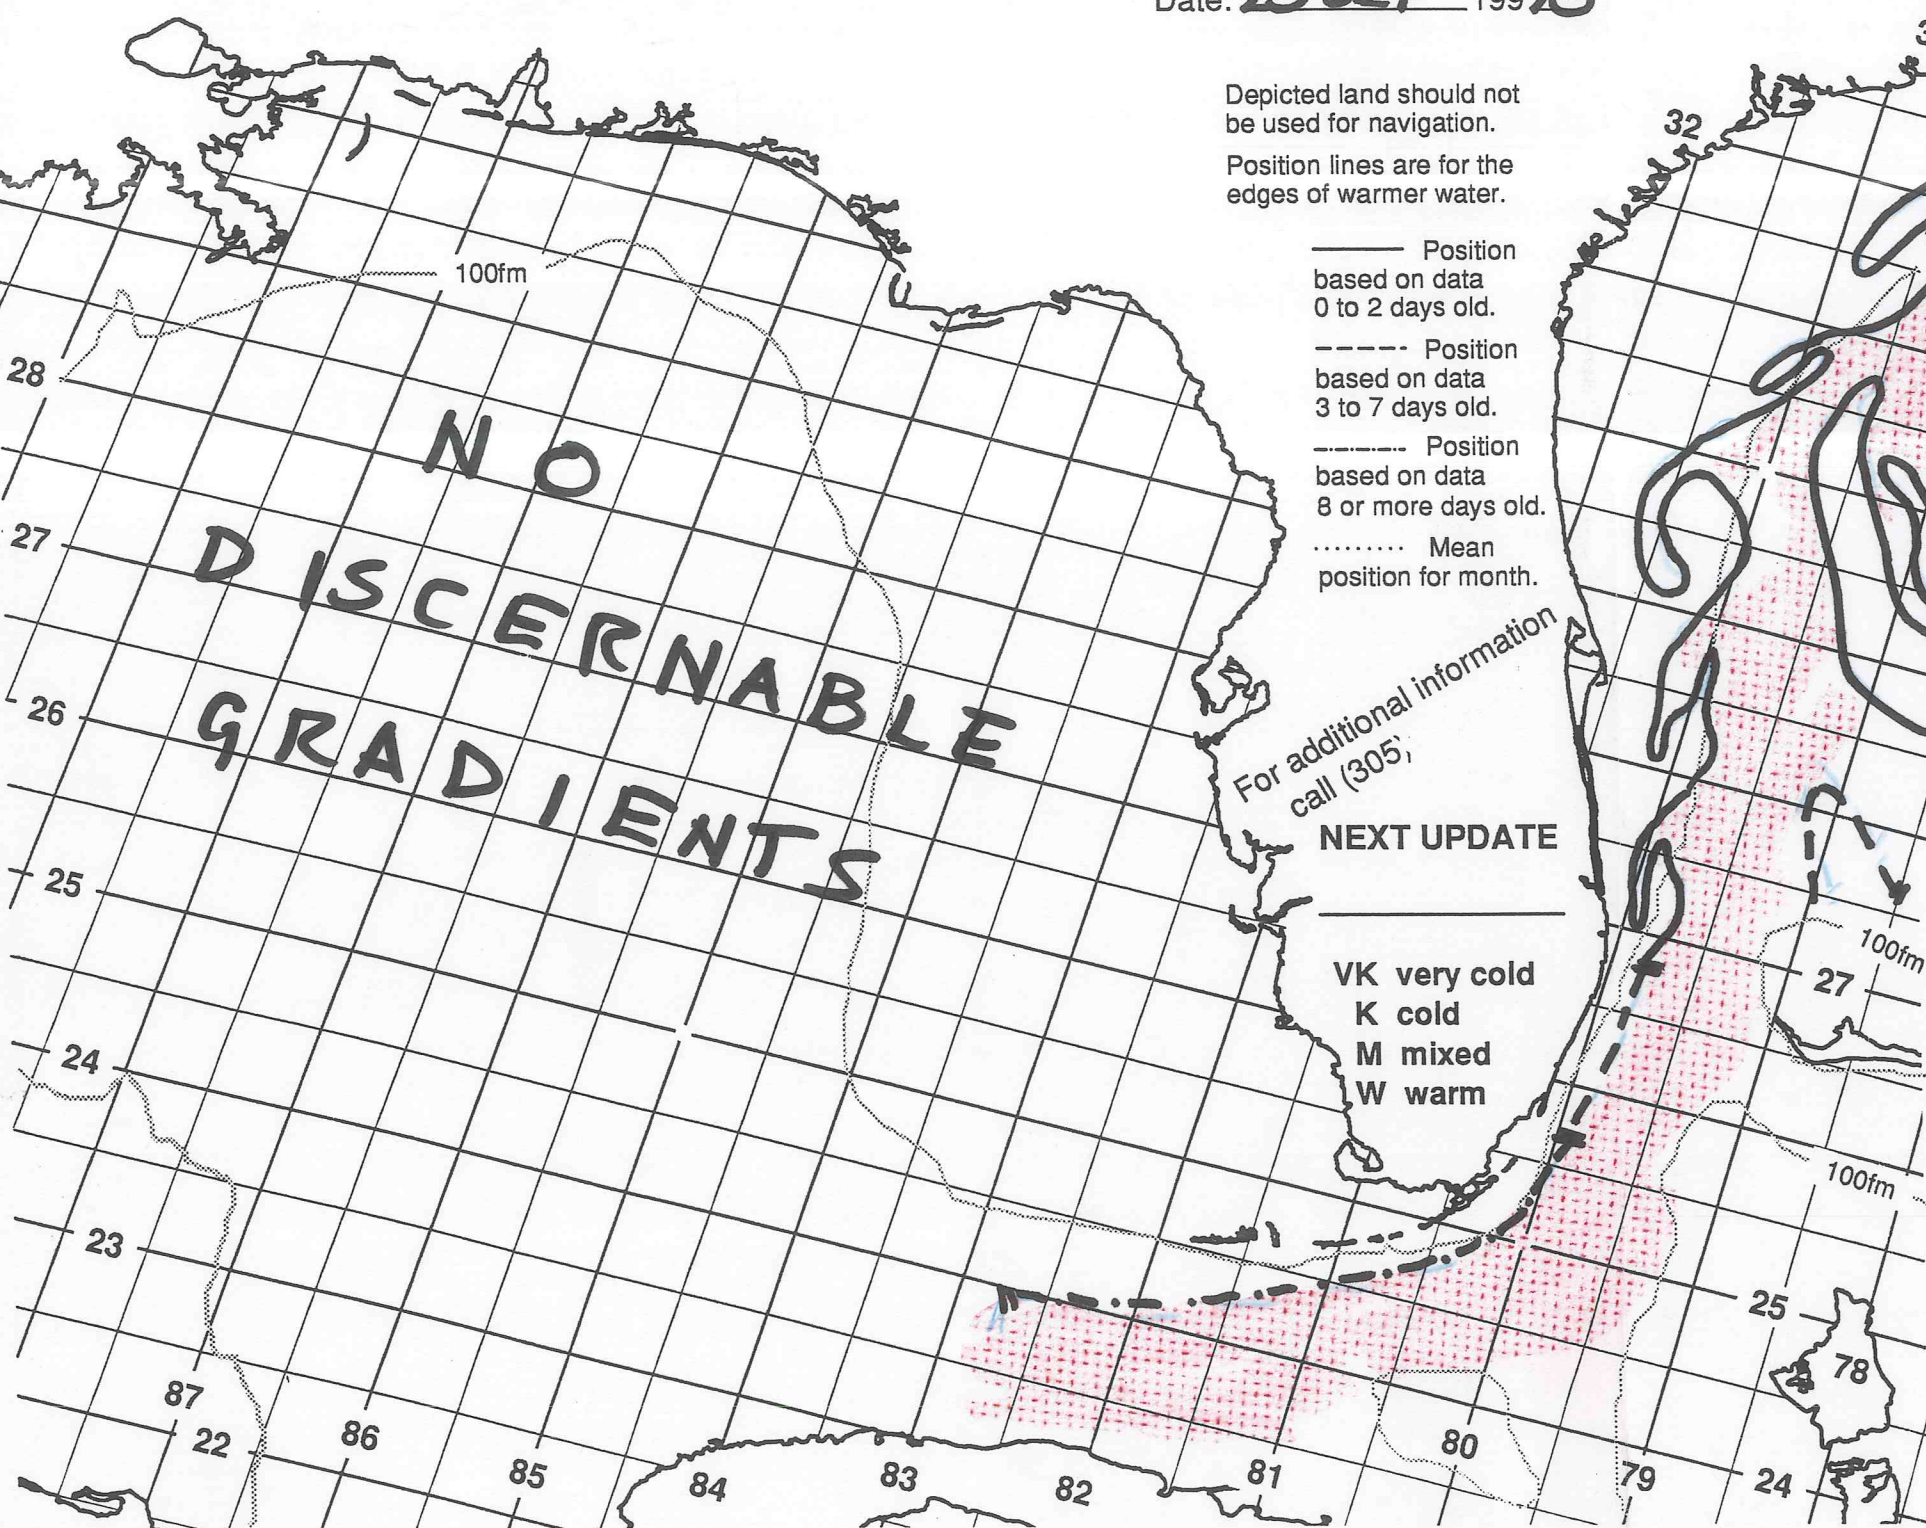 Date:
32
Depicted land should not
be used for navigation.
Position lines are for the
edges of warmer water.
Position
based on data
0 to 2 days old.
Position
based on data
3 to 7 days old.
Position
based on data
8 or more days old.
Mean
position for month.
100fm
28
NO
27
DISCERNABLE
26
GRADIENTS
25
24
23
For additional information
call (305)
NEXT UPDATE
VK very cold
K cold
M mixed
W warm
100fm
27
100fm
25
78
87
22
86
85
84
83
82
81
80
79
24